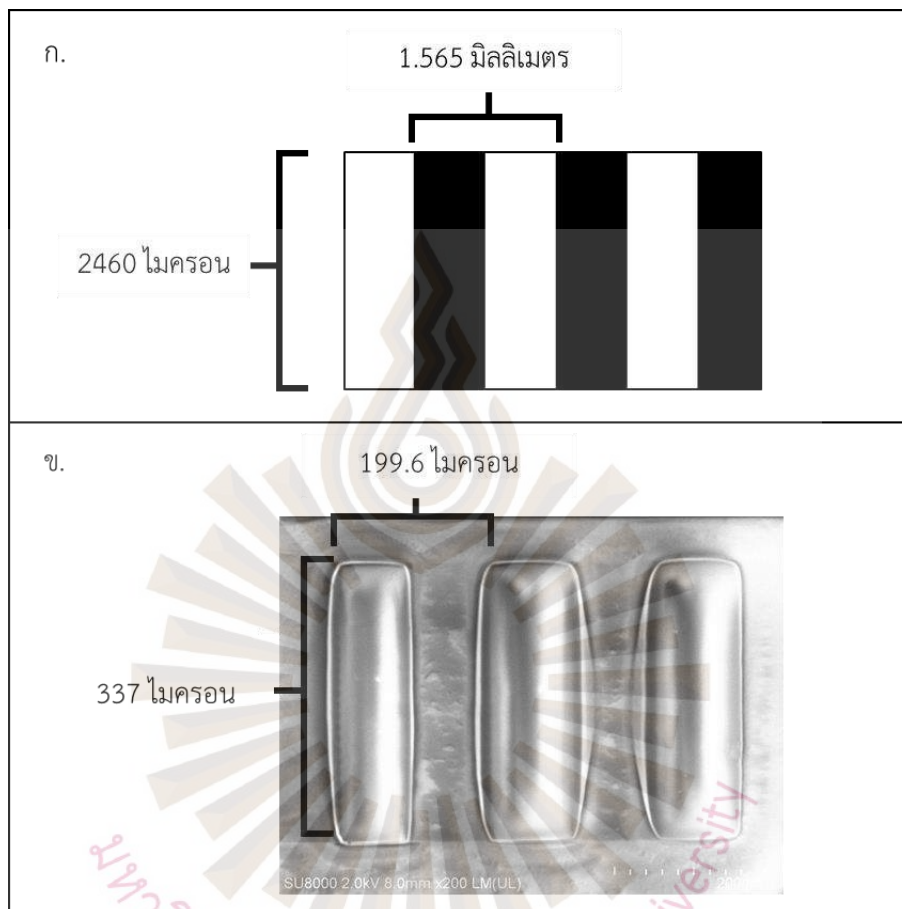 ก.
1.565 มิลลิเมตร
2460 ไมครอน
ข.
199.6 ไมครอน
337 ไมครอน
SU8000 2.0kV 8.0mm x200 LM(UL)